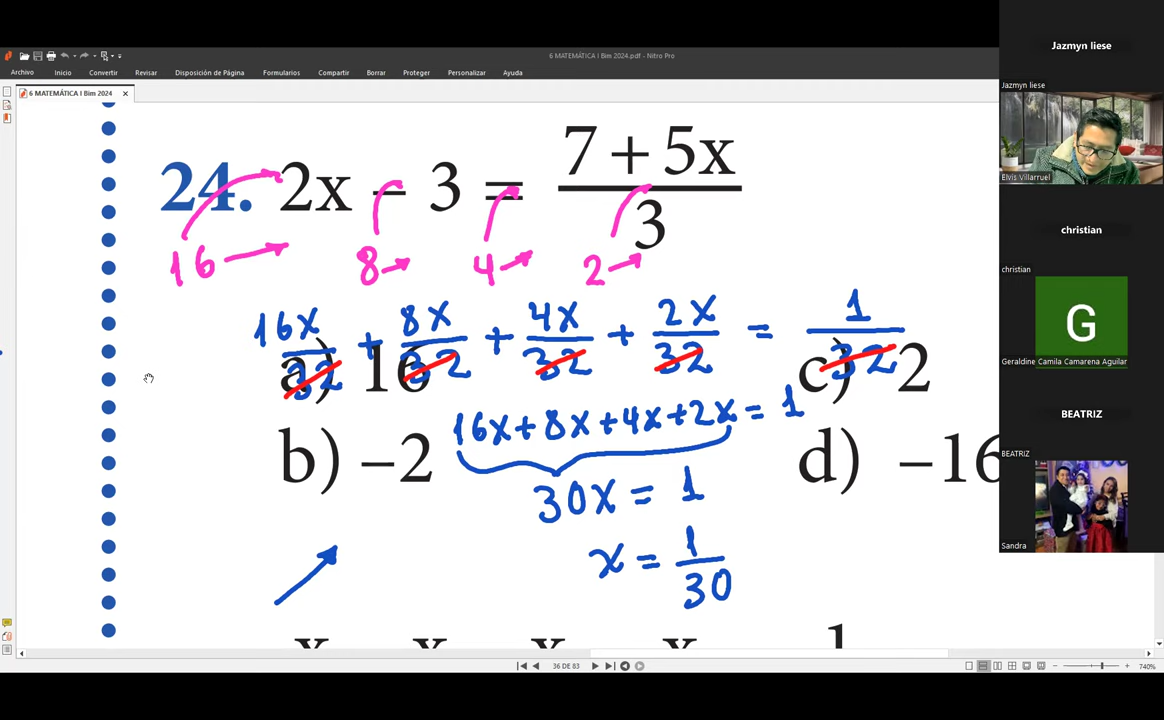 6 MATEMÁTICA I Bim 2024.pdf - Nitro Pro
Archivo Inicio Convertir Revisar Disposición de Página Formularios Compartir Borrar Proteger Personalizar Ayuda
6 MATEMÁTICA I Bim 2024 ×
24. 2x − 3 = (7 + 5x)/3
16 → 8 → 4 → 2 →
16x/32 + 8x/32 + 4x/32 + 2x/32 = 1/32
a) 16 c) 2
16x + 8x + 4x + 2x = 1
b) −2 d) −16
30x = 1
x = 1/30
x x x x 1
36 DE 83
740%
Jazmyn liese
Jazmyn liese
Elvis Villarruel
christian
christian
G
Geraldine Camila Camarena Aguilar
BEATRIZ
BEATRIZ
Sandra